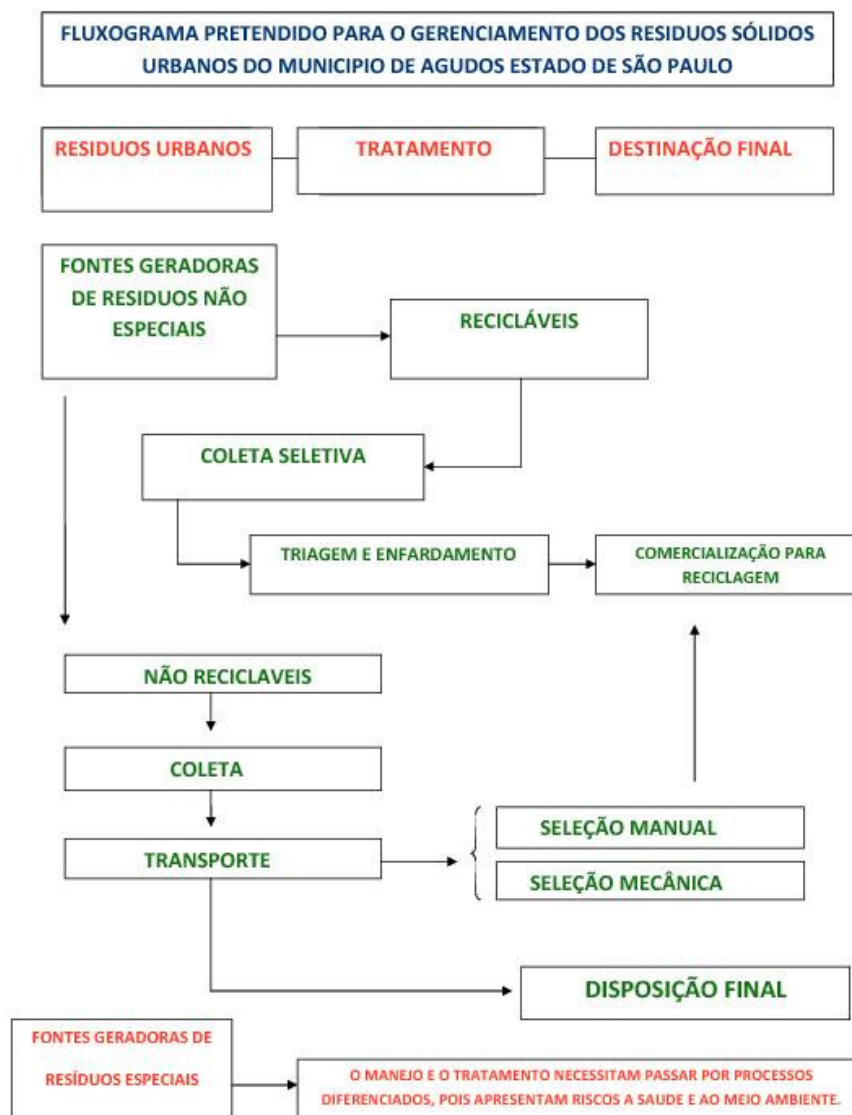 FLUXOGRAMA PRETENDIDO PARA O GERENCIAMENTO DOS RESIDUOS SÓLIDOS
URBANOS DO MUNICIPIO DE AGUDOS ESTADO DE SÃO PAULO
RESIDUOS URBANOS
TRATAMENTO
DESTINAÇÃO FINAL
FONTES GERADORAS
DE RESIDUOS NÃO
ESPECIAIS
RECICLÁVEIS
COLETA SELETIVA
TRIAGEM E ENFARDAMENTO
COMERCIALIZAÇÃO PARA
RECICLAGEM
NÃO RECICLAVEIS
COLETA
TRANSPORTE
SELEÇÃO MANUAL
SELEÇÃO MECÂNICA
DISPOSIÇÃO FINAL
FONTES GERADORAS DE
RESÍDUOS ESPECIAIS
O MANEJO E O TRATAMENTO NECESSITAM PASSAR POR PROCESSOS
DIFERENCIADOS, POIS APRESENTAM RISCOS A SAUDE E AO MEIO AMBIENTE.